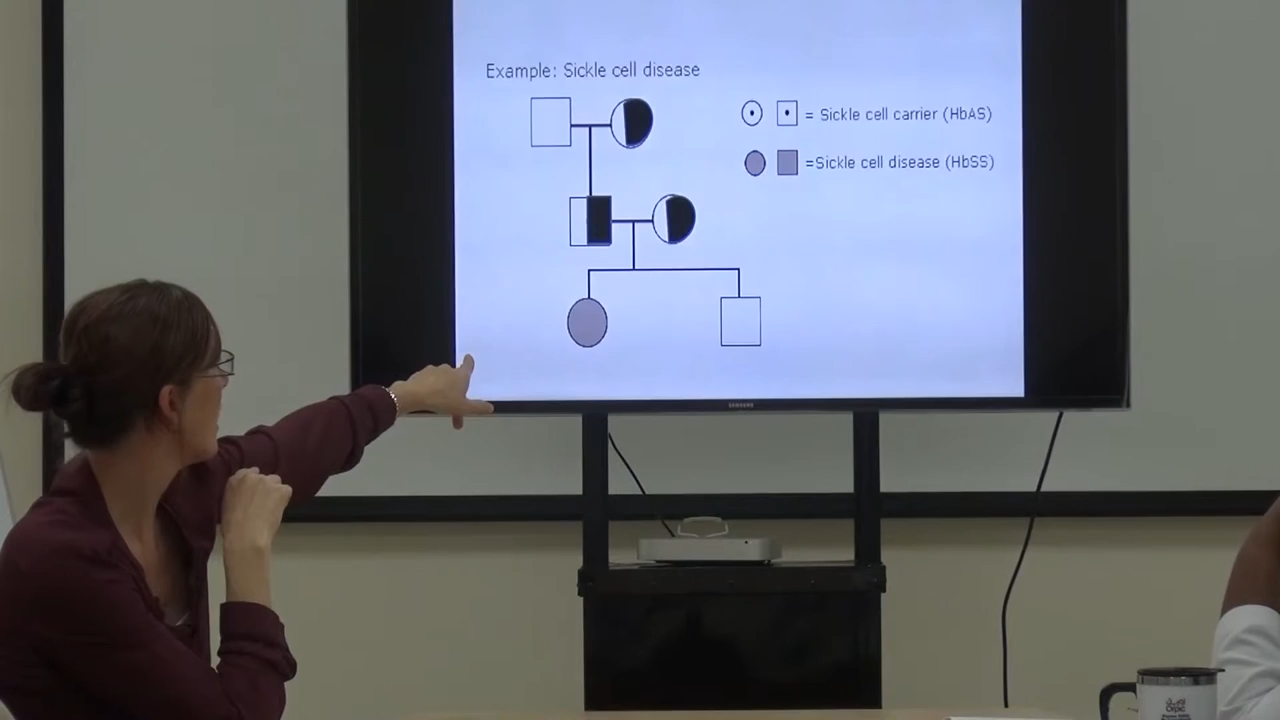 Example: Sickle cell disease
= Sickle cell carrier (HbAS)
=Sickle cell disease (HbSS)
SAMSUNG